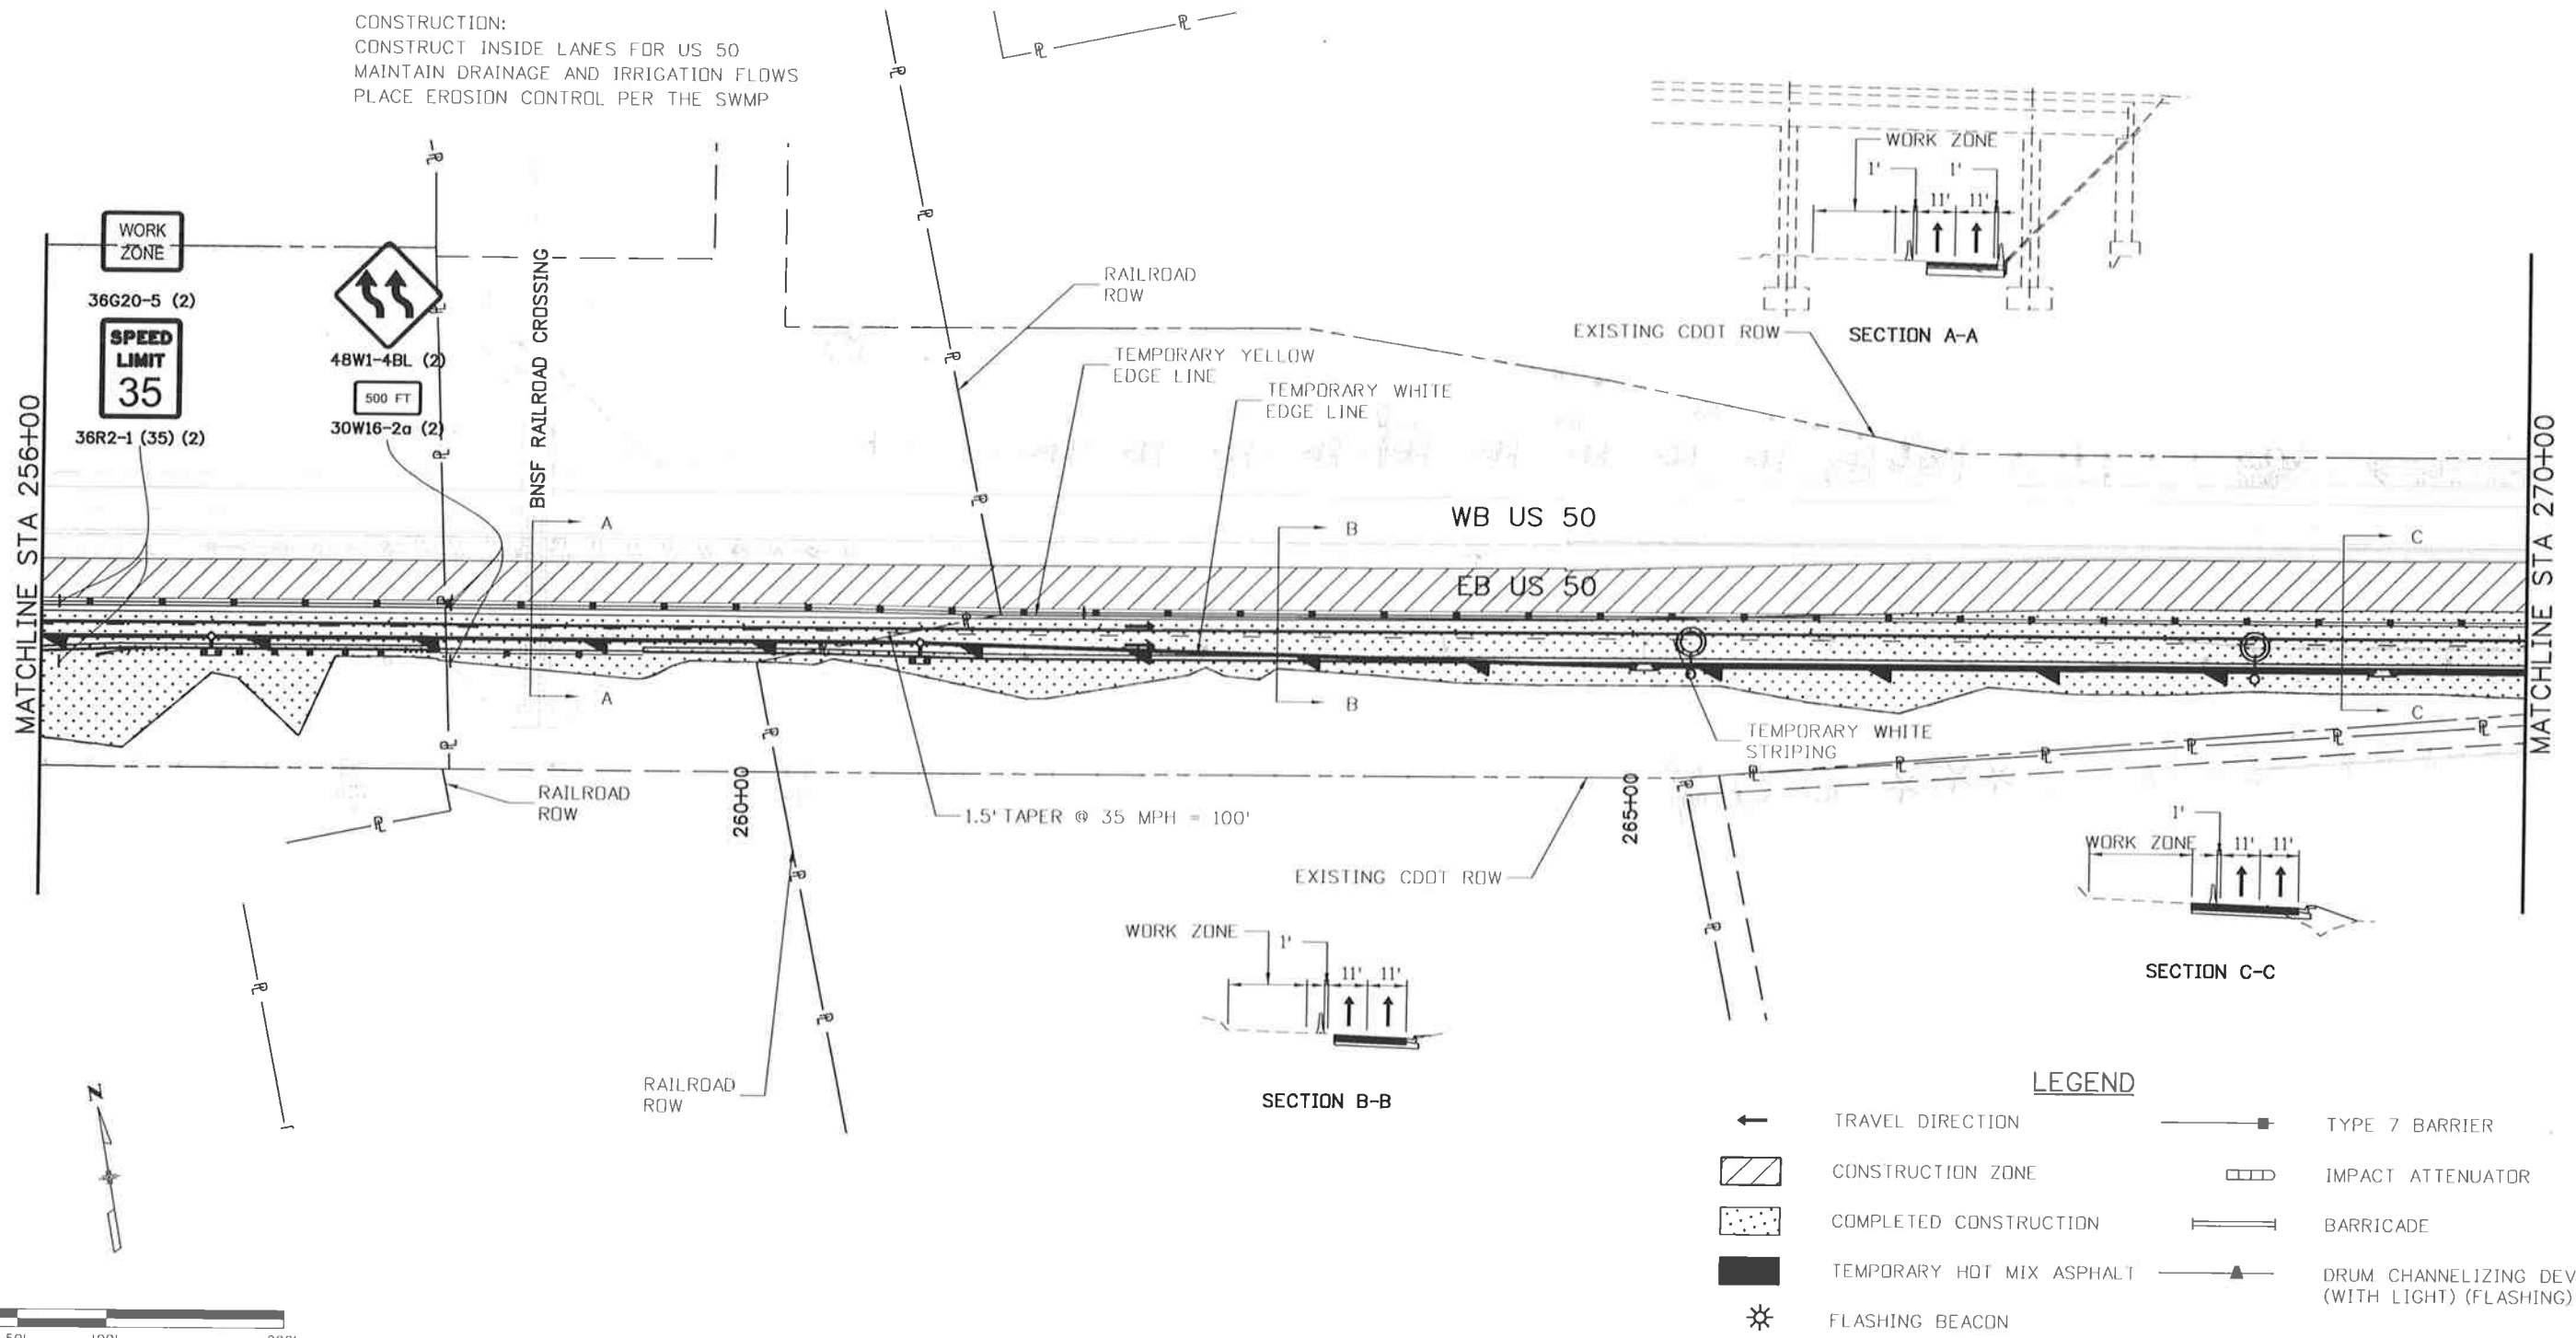 CONSTRUCTION:
CONSTRUCT INSIDE LANES FOR US 50
MAINTAIN DRAINAGE AND IRRIGATION FLOWS
PLACE EROSION CONTROL PER THE SWMP
WORK
ZONE
36G20-5 (2)
SPEED
LIMIT
35
36R2-1 (35) (2)
48W1-4BL (2)
500 FT
30W16-2a (2)
BNSF RAILROAD CROSSING
RAILROAD
ROW
TEMPORARY YELLOW
EDGE LINE
TEMPORARY WHITE
EDGE LINE
WORK ZONE
1'
1'
11'
11'
SECTION A-A
EXISTING CDOT ROW
MATCHLINE STA 256+00
MATCHLINE STA 270+00
WB US 50
EB US 50
A
A
B
B
C
C
RAILROAD
ROW
260+00
1.5' TAPER @ 35 MPH = 100'
265+00
TEMPORARY WHITE
STRIPING
EXISTING CDOT ROW
RAILROAD
ROW
WORK ZONE
1'
11'
11'
SECTION B-B
WORK ZONE
1'
11'
11'
SECTION C-C
N
LEGEND
TRAVEL DIRECTION
TYPE 7 BARRIER
CONSTRUCTION ZONE
IMPACT ATTENUATOR
COMPLETED CONSTRUCTION
BARRICADE
TEMPORARY HOT MIX ASPHALT
DRUM CHANNELIZING DEV
(WITH LIGHT) (FLASHING)
FLASHING BEACON